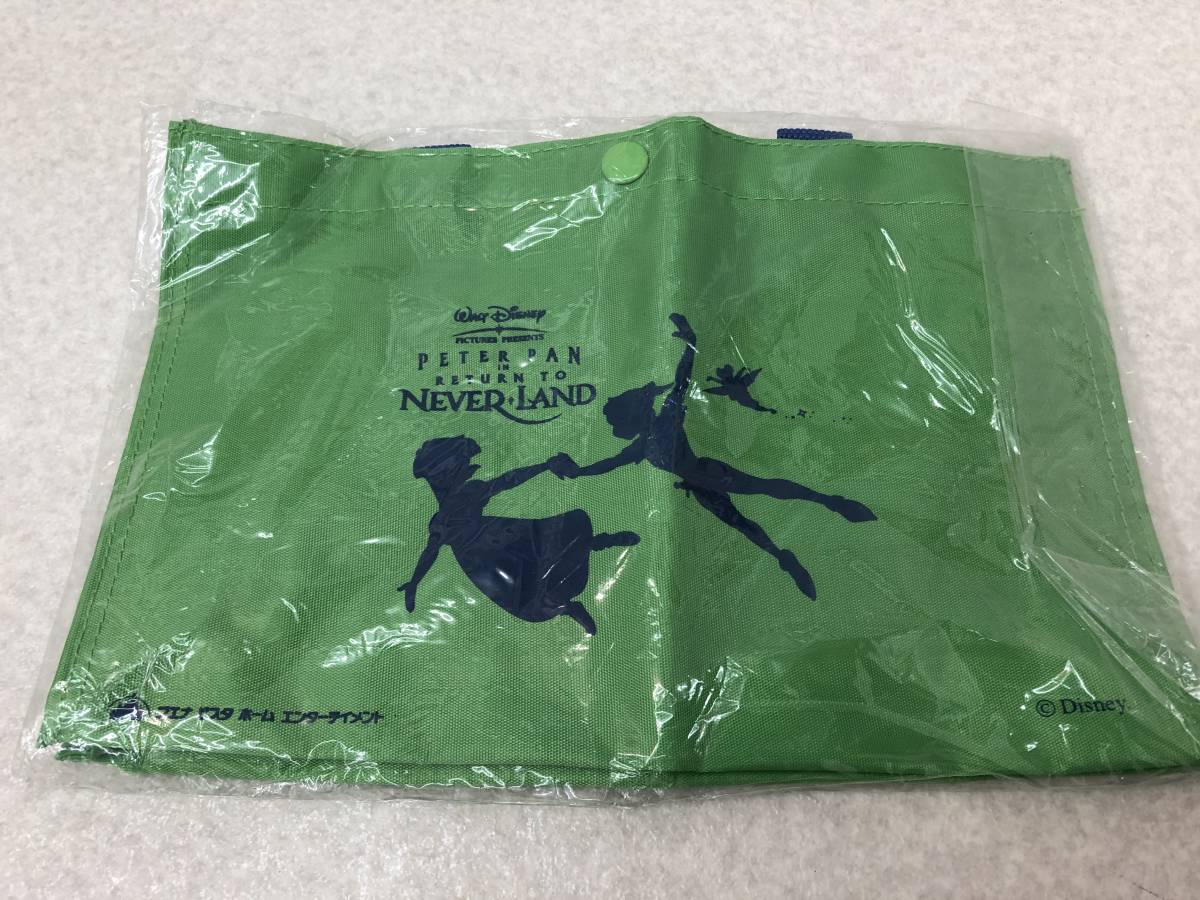 WALT DISNEY
PICTURES PRESENTS
PETER PAN
IN
RETURN TO
NEVER LAND
ブエナ ビスタ ホーム エンターテイメント
© Disney